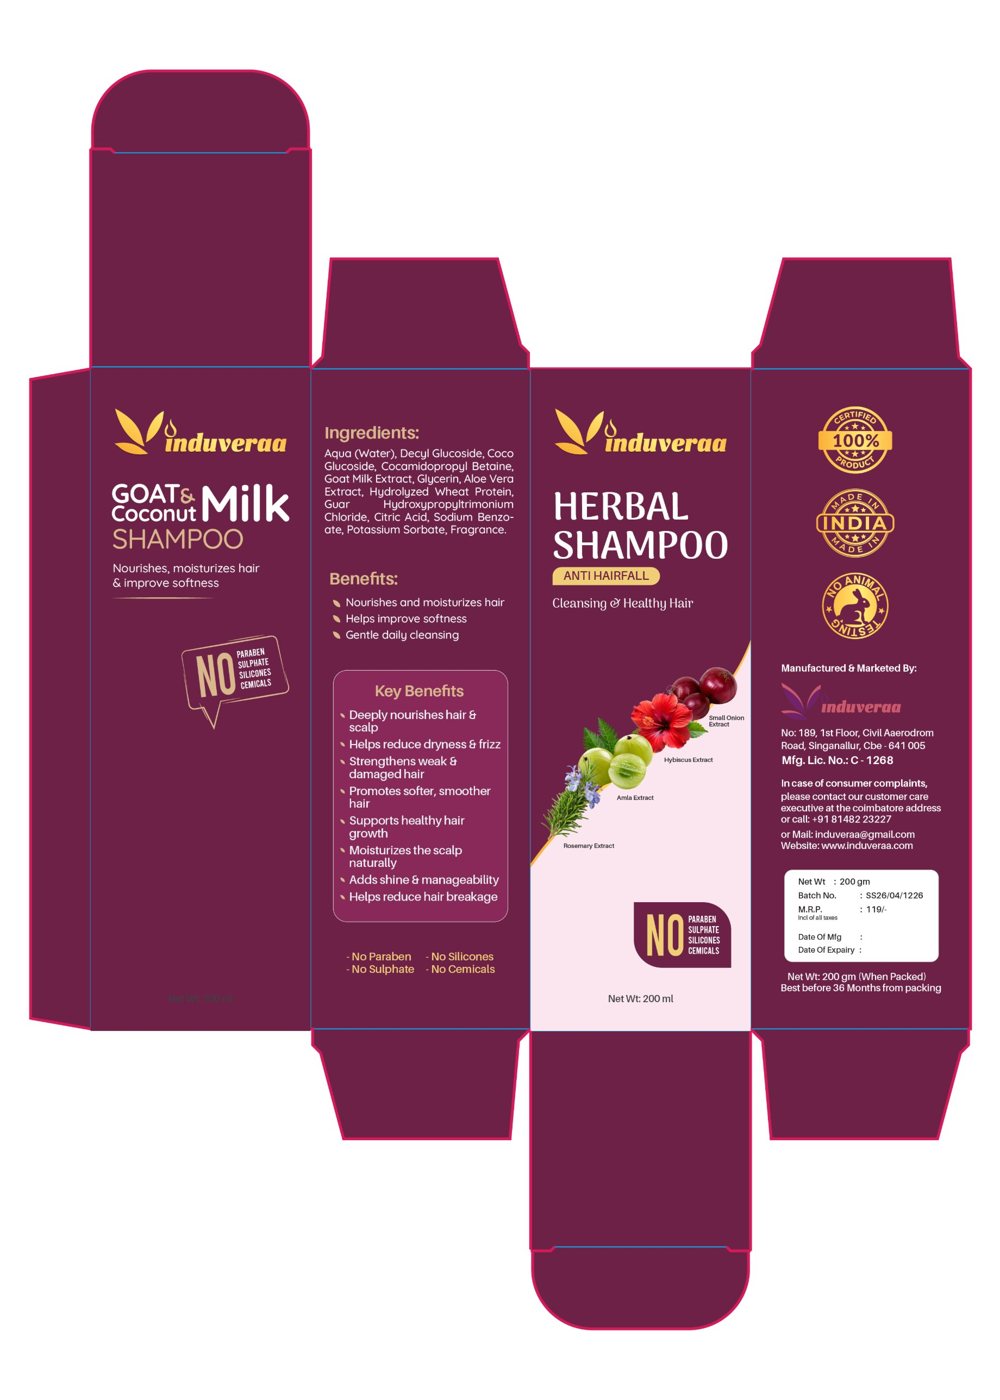 induveraa
GOAT&
Coconut Milk
SHAMPOO
Nourishes, moisturizes hair
& improve softness
NO
PARABEN
SULPHATE
SILICONES
CEMICALS
Net Wt: 200 ml
Ingredients:
Aqua (Water), Decyl Glucoside, Coco
Glucoside, Cocamidopropyl Betaine,
Goat Milk Extract, Glycerin, Aloe Vera
Extract, Hydrolyzed Wheat Protein,
Guar Hydroxypropyltrimonium
Chloride, Citric Acid, Sodium Benzo-
ate, Potassium Sorbate, Fragrance.
Benefits:
Nourishes and moisturizes hair
Helps improve softness
Gentle daily cleansing
Key Benefits
Deeply nourishes hair &
scalp
Helps reduce dryness & frizz
Strengthens weak &
damaged hair
Promotes softer, smoother
hair
Supports healthy hair
growth
Moisturizes the scalp
naturally
Adds shine & manageability
Helps reduce hair breakage
- No Paraben - No Silicones
- No Sulphate - No Cemicals
induveraa
HERBAL
SHAMPOO
ANTI HAIRFALL
Cleansing & Healthy Hair
Small Onion
Extract
Hybiscus Extract
Amla Extract
Rosemary Extract
NO
PARABEN
SULPHATE
SILICONES
CEMICALS
Net Wt: 200 ml
CERTIFIED
100%
PRODUCT
MADE IN
INDIA
MADE IN
NO ANIMAL
TESTING
Manufactured & Marketed By:
induveraa
No: 189, 1st Floor, Civil Aaerodrom
Road, Singanallur, Cbe - 641 005
Mfg. Lic. No.: C - 1268
In case of consumer complaints,
please contact our customer care
executive at the coimbatore address
or call: +91 81482 23227
or Mail: induveraa@gmail.com
Website: www.induveraa.com
Net Wt : 200 gm
Batch No. : SS26/04/1226
M.R.P. : 119/-
Incl of all taxes
Date Of Mfg :
Date Of Expairy :
Net Wt: 200 gm (When Packed)
Best before 36 Months from packing